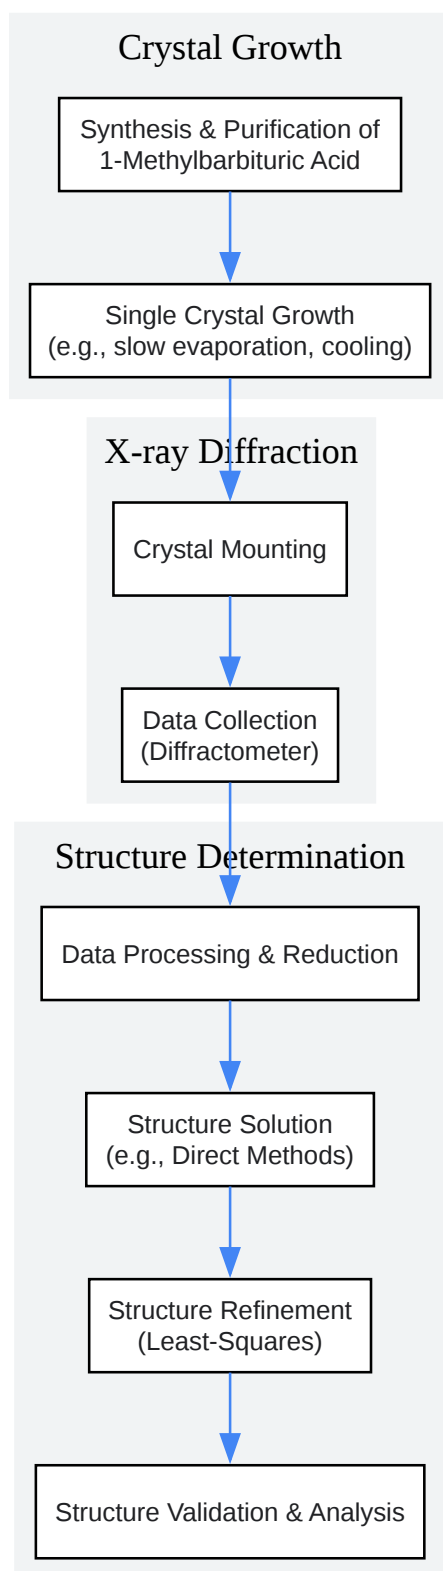 Crystal Growth
Synthesis & Purification of
1-Methylbarbituric Acid
Single Crystal Growth
(e.g., slow evaporation, cooling)
X-ray Diffraction
Crystal Mounting
Data Collection
(Diffractometer)
Structure Determination
Data Processing & Reduction
Structure Solution
(e.g., Direct Methods)
Structure Refinement
(Least-Squares)
Structure Validation & Analysis